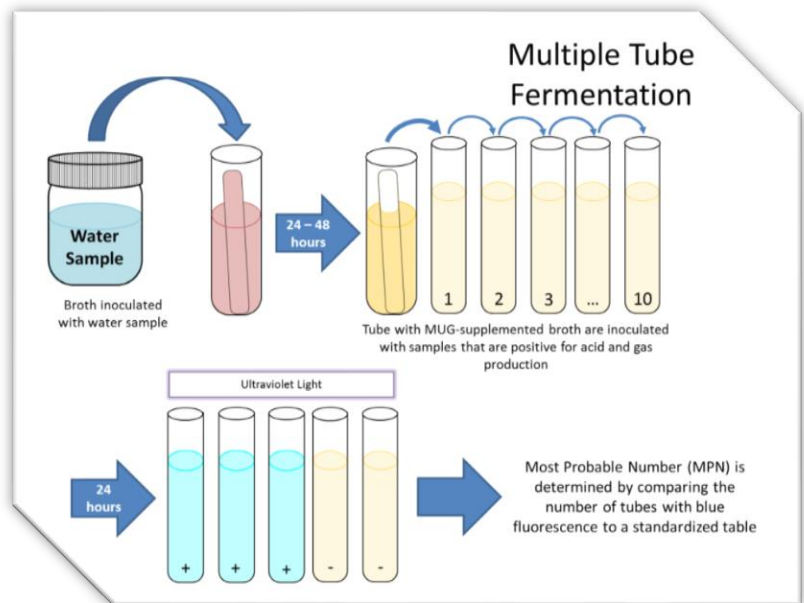 Multiple Tube
Fermentation
Water
Sample
Broth inoculated
with water sample
24 – 48
hours
1 2 3 ... 10
Tube with MUG-supplemented broth are inoculated
with samples that are positive for acid and gas
production
Ultraviolet Light
24
hours
+ + + - -
Most Probable Number (MPN) is
determined by comparing the
number of tubes with blue
fluorescence to a standardized table